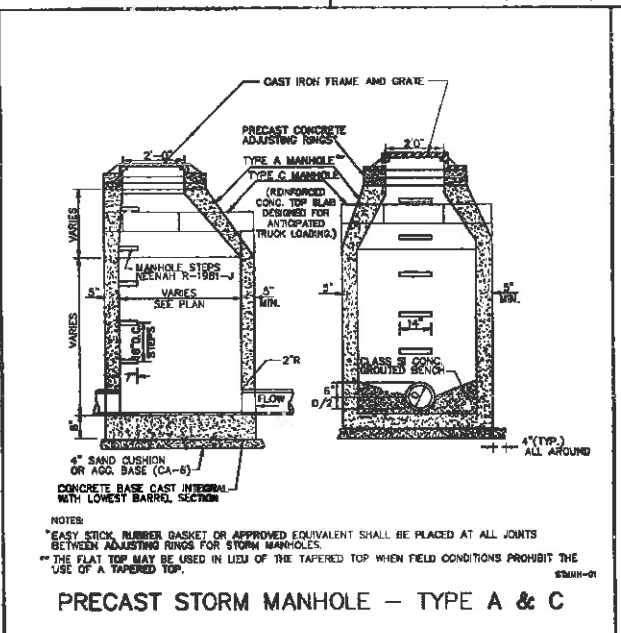 CAST IRON FRAME AND GRATE
PRECAST CONCRETE
ADJUSTING RINGS*
2'-0"
2'0"
TYPE A MANHOLE**
TYPE C MANHOLE
(REINFORCED
CONC. TOP SLAB
DESIGNED FOR
ANTICIPATED
TRUCK LOADING.)
VARIES
MANHOLE STEPS
NEENAH R-1981-J
5"
VARIES
SEE PLAN
5"
MIN.
5"
5"
MIN.
VARIES
16" O.C.
STEPS
7"
14"
2"R
CLASS SI CONC.
GROUTED BENCH
6"
D/2
D
FLOW
8"
4" SAND CUSHION
OR AGG. BASE (CA-6)
4"(TYP.)
ALL AROUND
CONCRETE BASE CAST INTEGRAL
WITH LOWEST BARREL SECTION
NOTES:
*EASY STICK, RUBBER GASKET OR APPROVED EQUIVALENT SHALL BE PLACED AT ALL JOINTS
BETWEEN ADJUSTING RINGS FOR STORM MANHOLES.
** THE FLAT TOP MAY BE USED IN LIEU OF THE TAPERED TOP WHEN FIELD CONDITIONS PROHIBIT THE
USE OF A TAPERED TOP.
PRECAST STORM MANHOLE - TYPE A & C